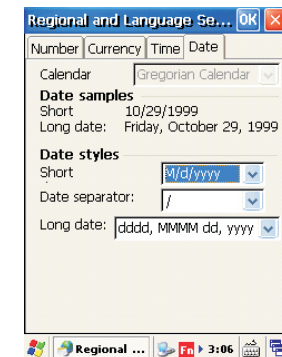 Regional and Language Se... OK
Number Currency Time Date
Calendar Gregorian Calendar
Date samples
Short 10/29/1999
Long date: Friday, October 29, 1999
Date styles
Short M/d/yyyy
Date separator: /
Long date: dddd, MMMM dd, yyyy
Regional ... Fn 3:06